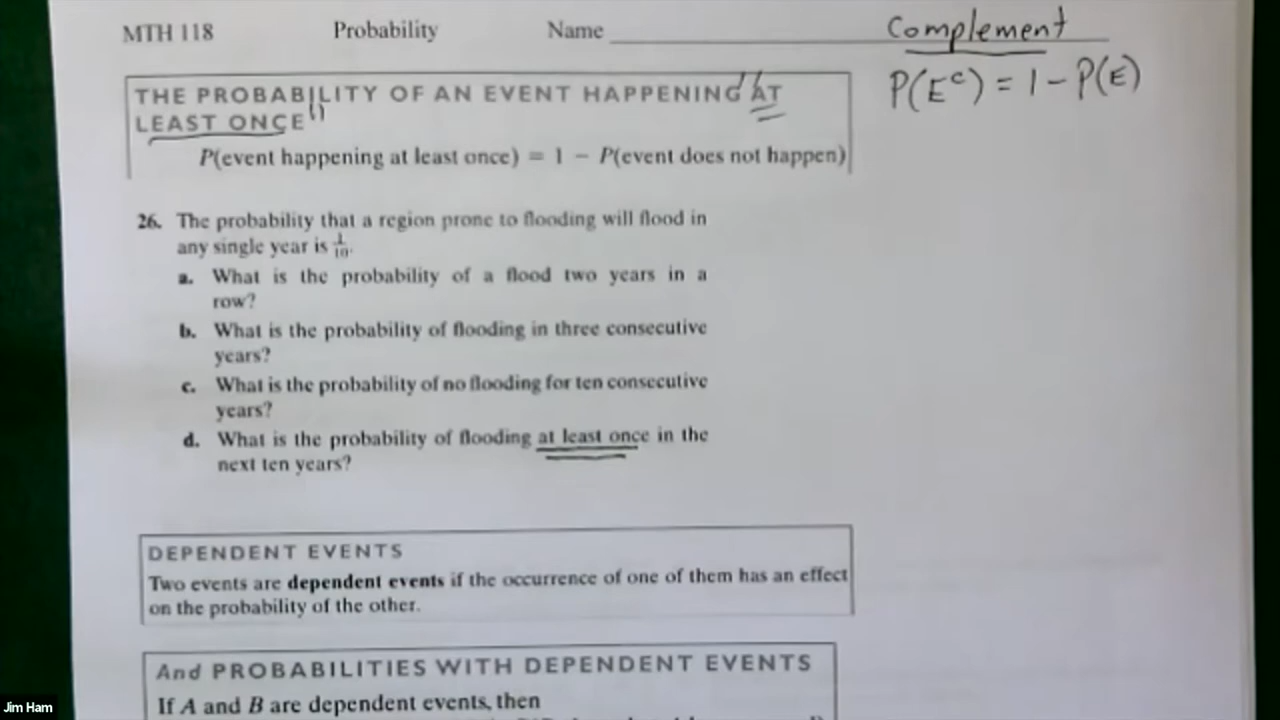 MTH 118 Probability Name
Complement
P(Eᶜ) = 1 - P(E)
THE PROBABILITY OF AN EVENT HAPPENING "AT
LEAST ONCE"
P(event happening at least once) = 1 − P(event does not happen)
26. The probability that a region prone to flooding will flood in
any single year is 1/10.
a. What is the probability of a flood two years in a
row?
b. What is the probability of flooding in three consecutive
years?
c. What is the probability of no flooding for ten consecutive
years?
d. What is the probability of flooding at least once in the
next ten years?
DEPENDENT EVENTS
Two events are dependent events if the occurrence of one of them has an effect
on the probability of the other.
And PROBABILITIES WITH DEPENDENT EVENTS
If A and B are dependent events, then
Jim Ham